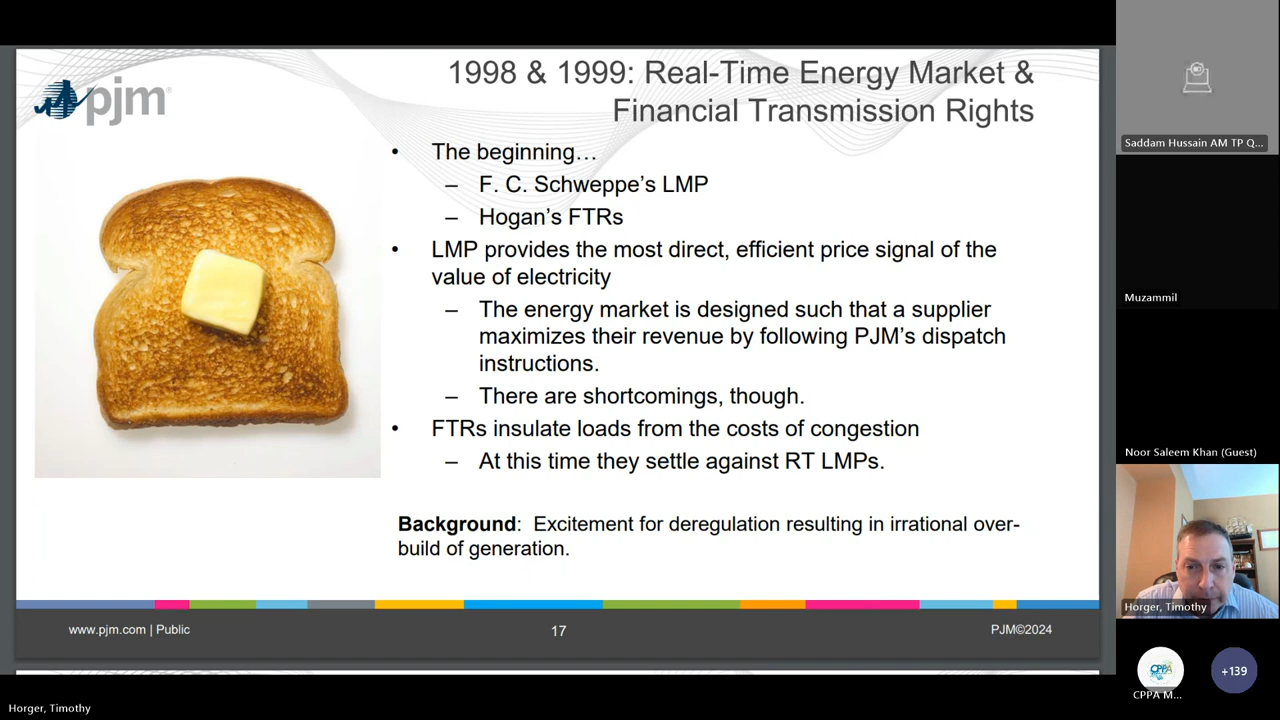 pjm
1998 & 1999: Real-Time Energy Market &
Financial Transmission Rights
• The beginning…
– F. C. Schweppe’s LMP
– Hogan’s FTRs
• LMP provides the most direct, efficient price signal of the
value of electricity
– The energy market is designed such that a supplier
maximizes their revenue by following PJM’s dispatch
instructions.
– There are shortcomings, though.
• FTRs insulate loads from the costs of congestion
– At this time they settle against RT LMPs.
Background: Excitement for deregulation resulting in irrational over-
build of generation.
www.pjm.com | Public
17
PJM©2024
Saddam Hussain AM TP Q...
Muzammil
Noor Saleem Khan (Guest)
Horger, Timothy
CPPA
CPPA M...
+139
Horger, Timothy